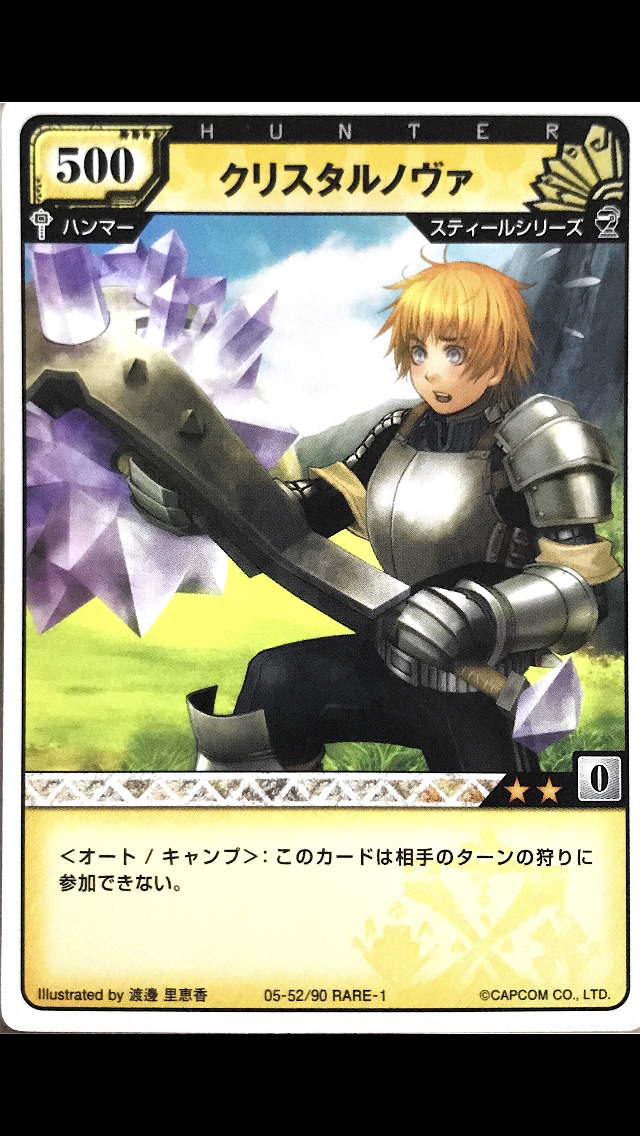 HUNTER
500
クリスタルノヴァ
ハンマー
スティールシリーズ
0
＜オート / キャンプ＞：このカードは相手のターンの狩りに
参加できない。
Illustrated by 渡邊 里恵香 05-52/90 RARE-1 ©CAPCOM CO., LTD.